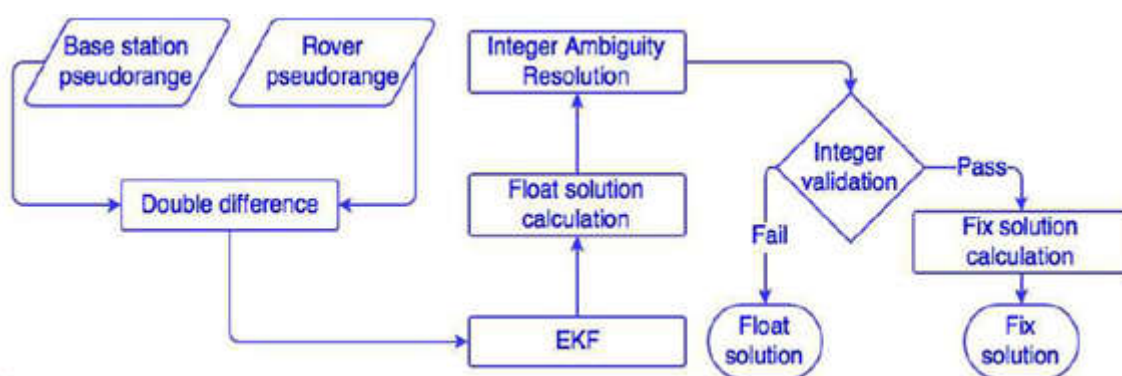 Base station
pseudorange
Rover
pseudorange
Double difference
EKF
Float solution
calculation
Integer Ambiguity
Resolution
Integer
validation
Fail
Pass
Float
solution
Fix solution
calculation
Fix
solution